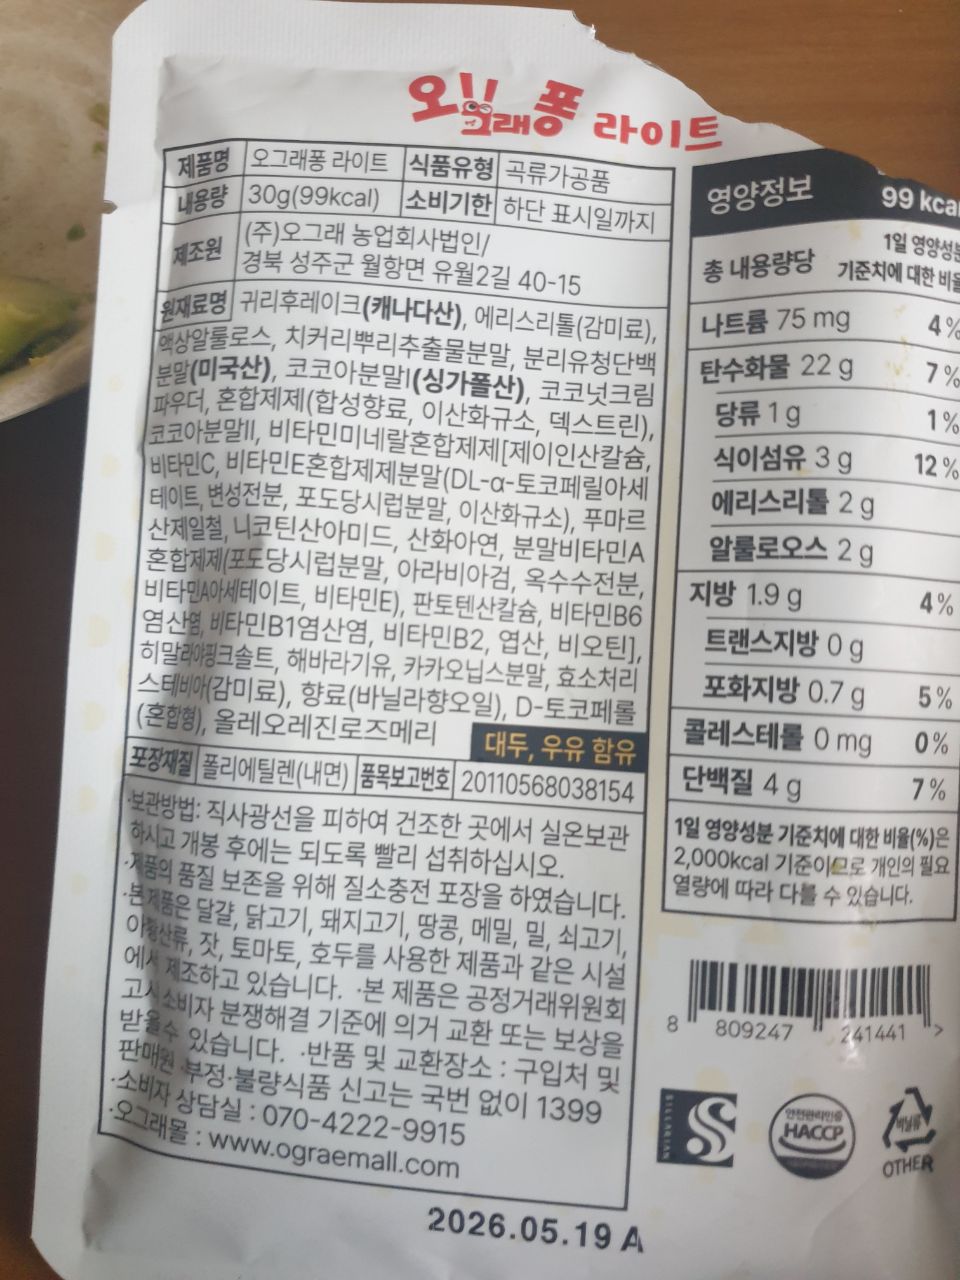 오!! 그래퐁 라이트
제품명 오그래퐁 라이트 식품유형 곡류가공품
내용량 30g(99kcal) 소비기한 하단 표시일까지
제조원 (주)오그래 농업회사법인/
경북 성주군 월항면 유월2길 40-15
원재료명 귀리후레이크(캐나다산), 에리스리톨(감미료),
액상알룰로스, 치커리뿌리추출물분말, 분리유청단백
분말(미국산), 코코아분말I(싱가폴산), 코코넛크림
파우더, 혼합제제(합성향료, 이산화규소, 덱스트린),
코코아분말II, 비타민미네랄혼합제제[제이인산칼슘,
비타민C, 비타민E혼합제제분말(DL-α-토코페릴아세
테이트, 변성전분, 포도당시럽분말, 이산화규소), 푸마르
산제일철, 니코틴산아미드, 산화아연, 분말비타민A
혼합제제(포도당시럽분말, 아라비아검, 옥수수전분,
비타민A아세테이트, 비타민E), 판토텐산칼슘, 비타민B6
염산염, 비타민B1염산염, 비타민B2, 엽산, 비오틴],
히말라야핑크솔트, 해바라기유, 카카오닙스분말, 효소처리
스테비아(감미료), 향료(바닐라향오일), D-토코페롤
(혼합형), 올레오레진로즈메리
대두, 우유 함유
포장재질 폴리에틸렌(내면) 품목보고번호 20110568038154
·보관방법: 직사광선을 피하여 건조한 곳에서 실온보관
하시고 개봉 후에는 되도록 빨리 섭취하십시오.
·제품의 품질 보존을 위해 질소충전 포장을 하였습니다.
·본 제품은 달걀, 닭고기, 돼지고기, 땅콩, 메밀, 밀, 쇠고기,
아황산류, 잣, 토마토, 호두를 사용한 제품과 같은 시설
에서 제조하고 있습니다. ·본 제품은 공정거래위원회
고시 소비자 분쟁해결 기준에 의거 교환 또는 보상을
받을 수 있습니다. ·반품 및 교환장소 : 구입처 및
판매원 ·부정·불량식품 신고는 국번 없이 1399
·소비자 상담실 : 070-4222-9915
·오그래몰 : www.ograemall.com
2026.05.19 A
영양정보 99 kcal
총 내용량당 1일 영양성분
기준치에 대한 비율
나트륨 75 mg 4%
탄수화물 22 g 7%
당류 1 g 1%
식이섬유 3 g 12%
에리스리톨 2 g
알룰로오스 2 g
지방 1.9 g 4%
트랜스지방 0 g
포화지방 0.7 g 5%
콜레스테롤 0 mg 0%
단백질 4 g 7%
1일 영양성분 기준치에 대한 비율(%)은
2,000kcal 기준이므로 개인의 필요
열량에 따라 다를 수 있습니다.
8 809247 241441 >
안전관리인증
HACCP
비닐류
OTHER